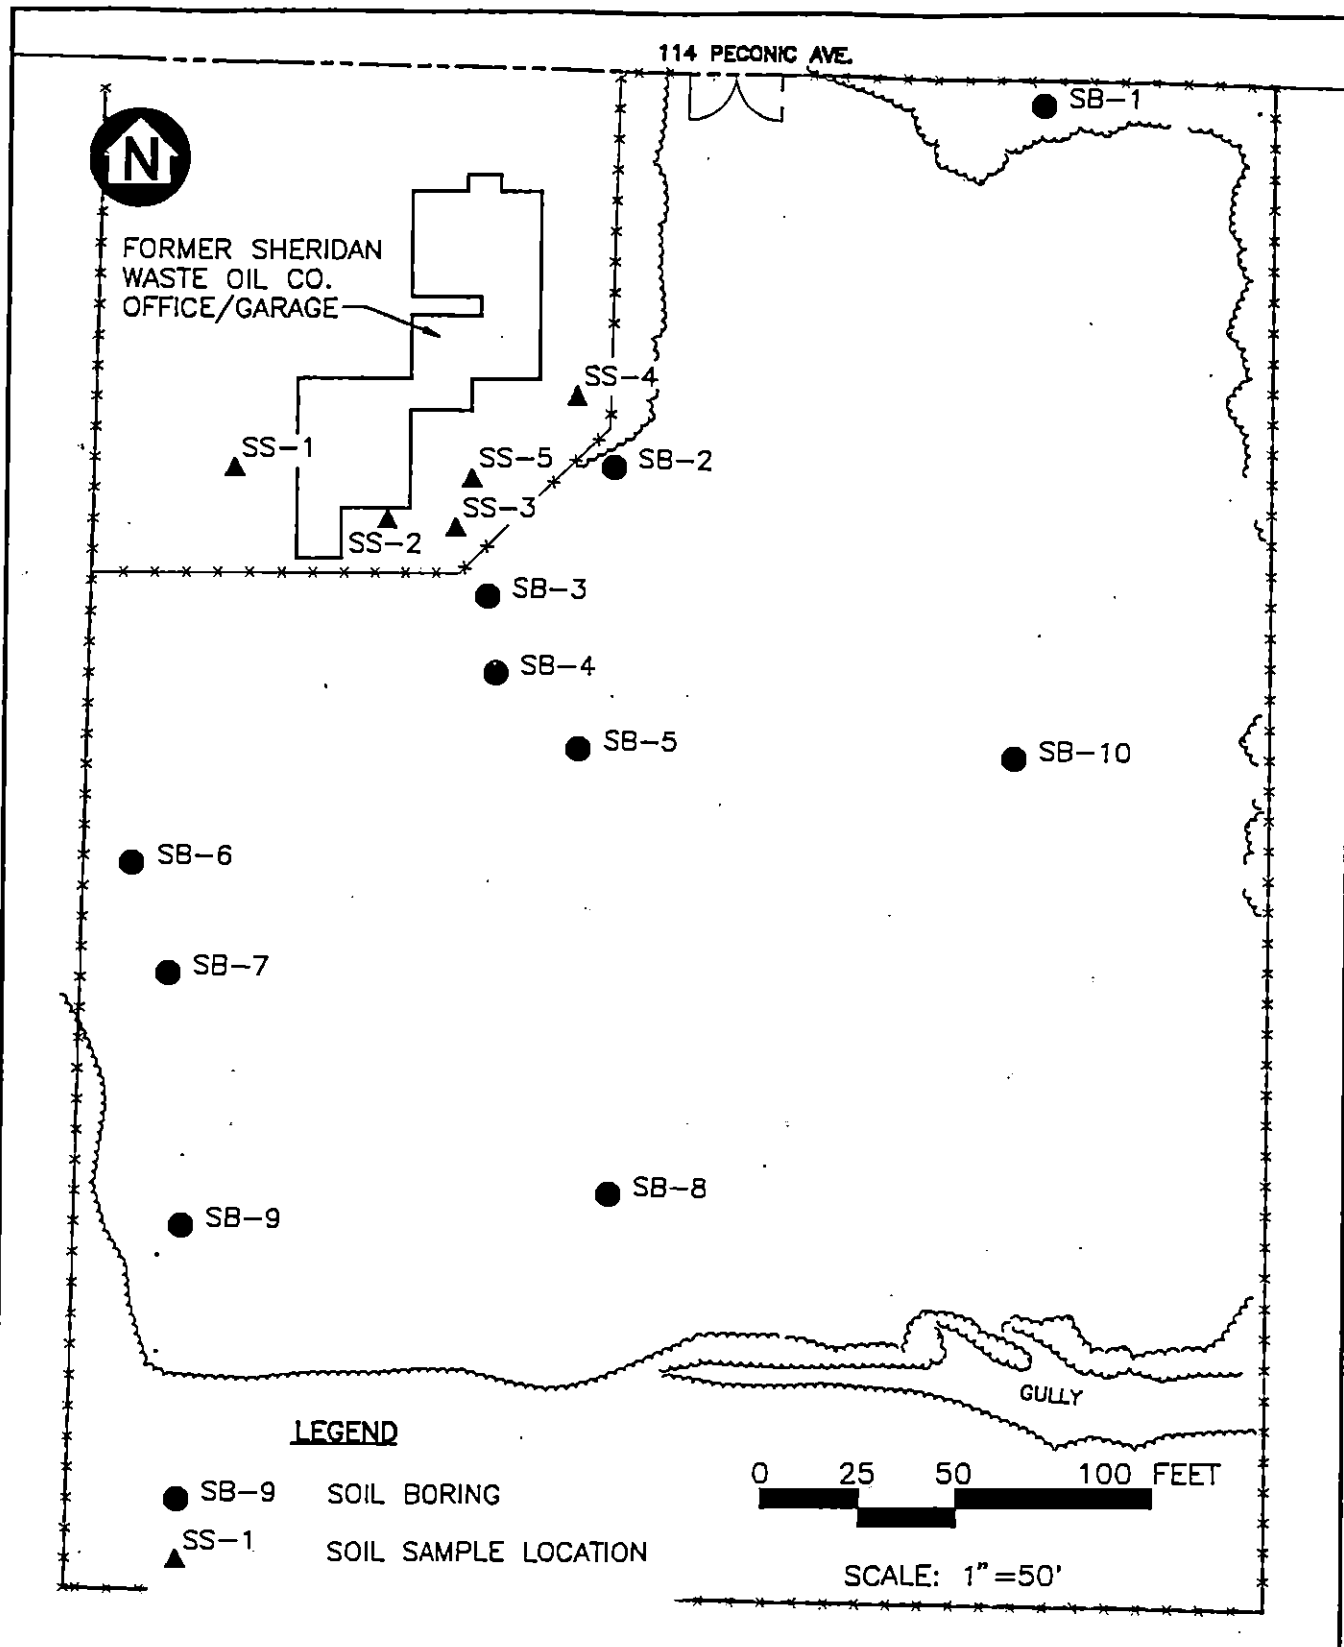 114 PECONIC AVE.
SB-1
N
FORMER SHERIDAN
WASTE OIL CO.
OFFICE/GARAGE
SS-4
SS-1
SS-5
SB-2
SS-3
SS-2
SB-3
SB-4
SB-5
SB-10
SB-6
SB-7
SB-8
SB-9
GULLY
LEGEND
SB-9 SOIL BORING
SS-1 SOIL SAMPLE LOCATION
0 25 50 100 FEET
SCALE: 1"=50'